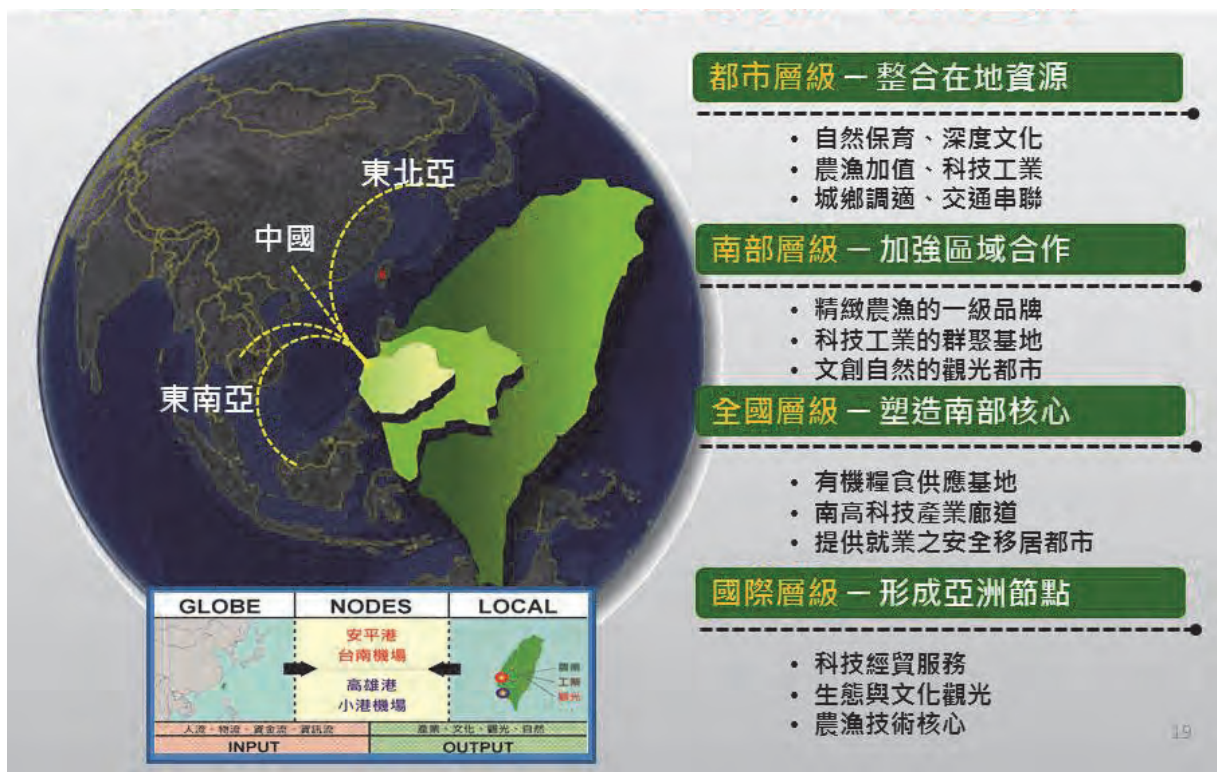 東北亞
中國
東南亞
都市層級－整合在地資源
• 自然保育、深度文化
• 農漁加值、科技工業
• 城鄉調適、交通串聯
南部層級－加強區域合作
• 精緻農漁的一級品牌
• 科技工業的群聚基地
• 文創自然的觀光都市
全國層級－塑造南部核心
• 有機糧食供應基地
• 南高科技產業廊道
• 提供就業之安全移居都市
國際層級－形成亞洲節點
• 科技經貿服務
• 生態與文化觀光
• 農漁技術核心
GLOBE
NODES
LOCAL
安平港
台南機場
高雄港
小港機場
工業
觀光
人流、物流、資金流、資訊流
產業、文化、觀光、自然
INPUT
OUTPUT
19